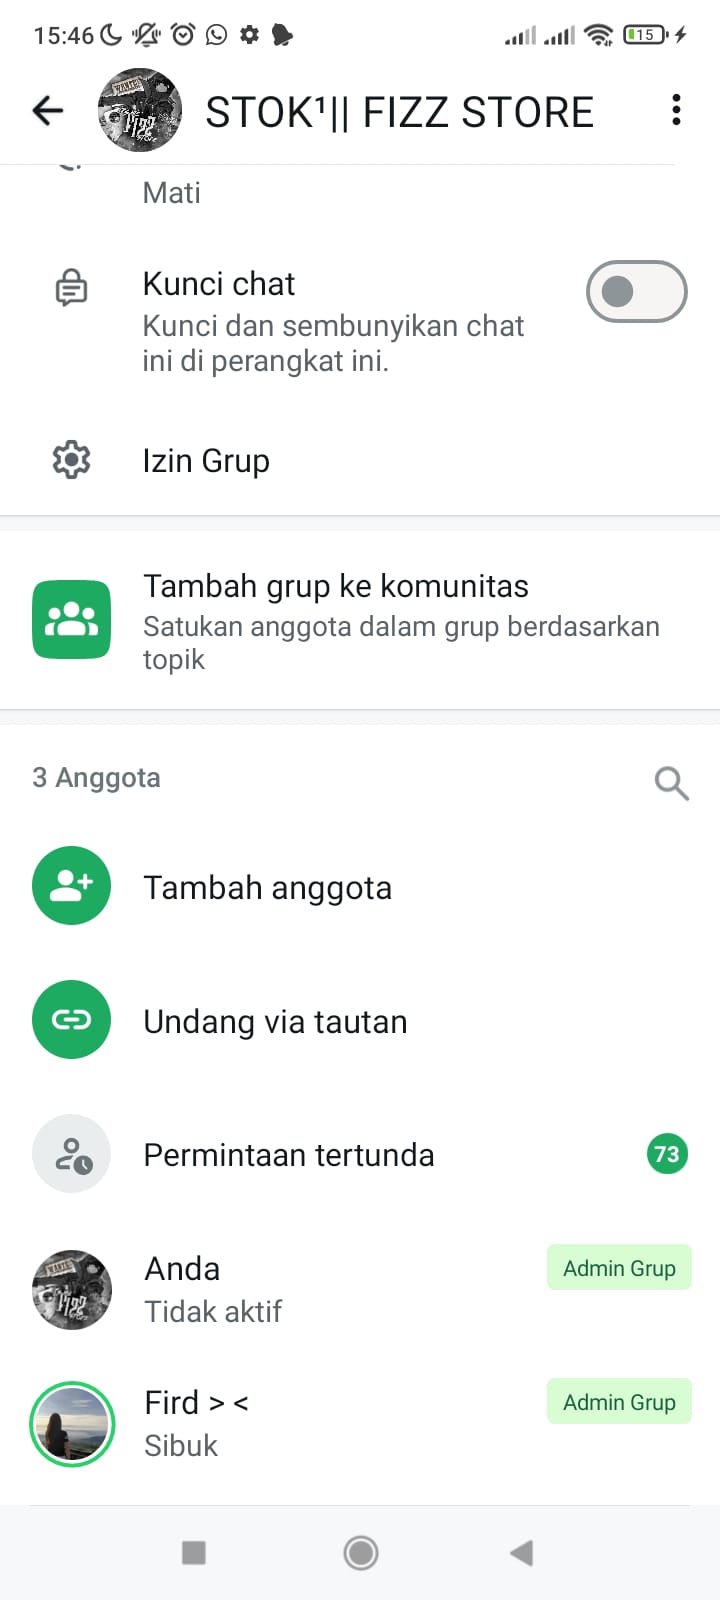 15:46
15
STOK¹|| FIZZ STORE
Mati
Kunci chat
Kunci dan sembunyikan chat
ini di perangkat ini.
Izin Grup
Tambah grup ke komunitas
Satukan anggota dalam grup berdasarkan
topik
3 Anggota
Tambah anggota
Undang via tautan
Permintaan tertunda
73
Anda
Admin Grup
Tidak aktif
Fird > <
Admin Grup
Sibuk